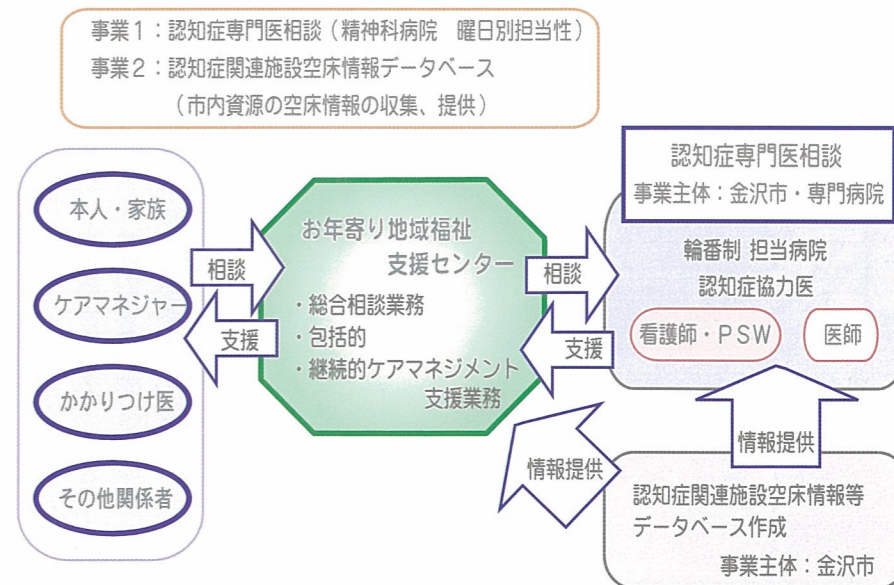 事業1：認知症専門医相談（精神科病院　曜日別担当性）
事業2：認知症関連施設空床情報データベース
（市内資源の空床情報の収集、提供）
本人・家族
ケアマネジャー
かかりつけ医
その他関係者
相談
支援
お年寄り地域福祉
支援センター
・総合相談業務
・包括的
・継続的ケアマネジメント
支援業務
相談
支援
認知症専門医相談
事業主体：金沢市・専門病院
輪番制 担当病院
認知症協力医
看護師・PSW
医師
情報提供
情報提供
認知症関連施設空床情報等
データベース作成
事業主体：金沢市